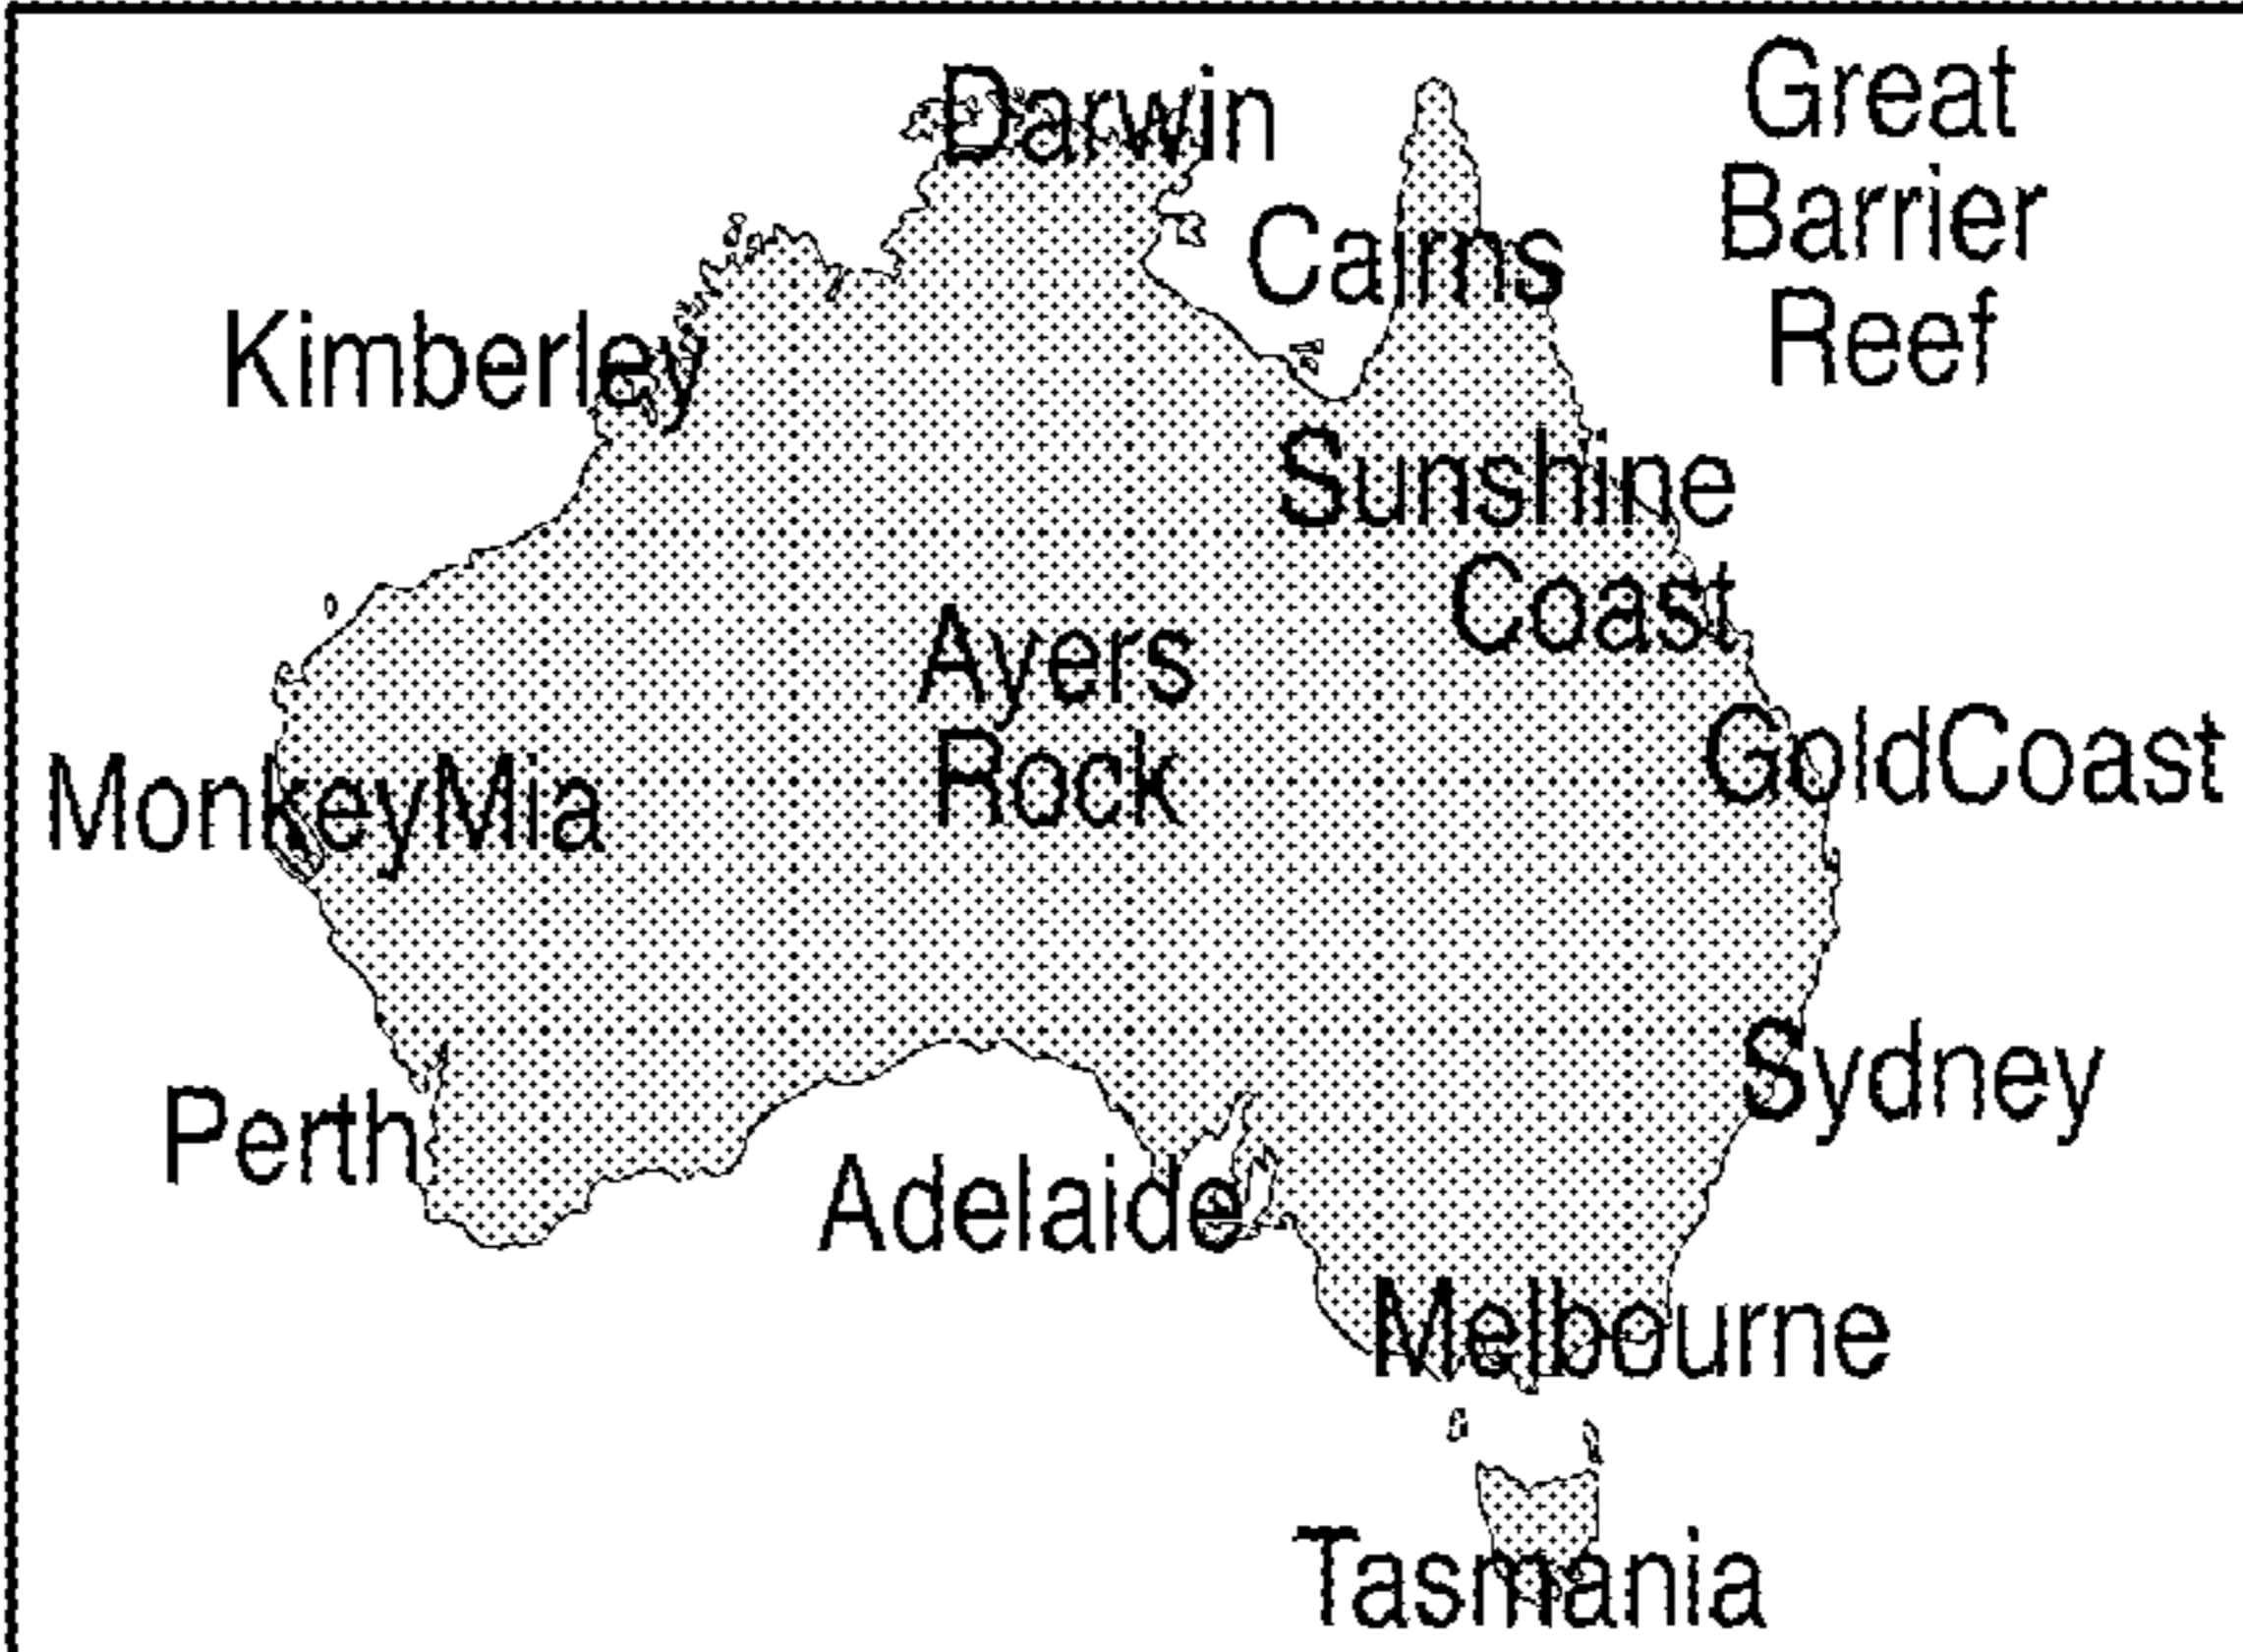 Darwin
Great
Barrier
Reef
Cairns
Kimberley
Sunshine
Coast
Ayers
Rock
GoldCoast
MonkeyMia
Sydney
Perth
Adelaide
Melbourne
Tasmania